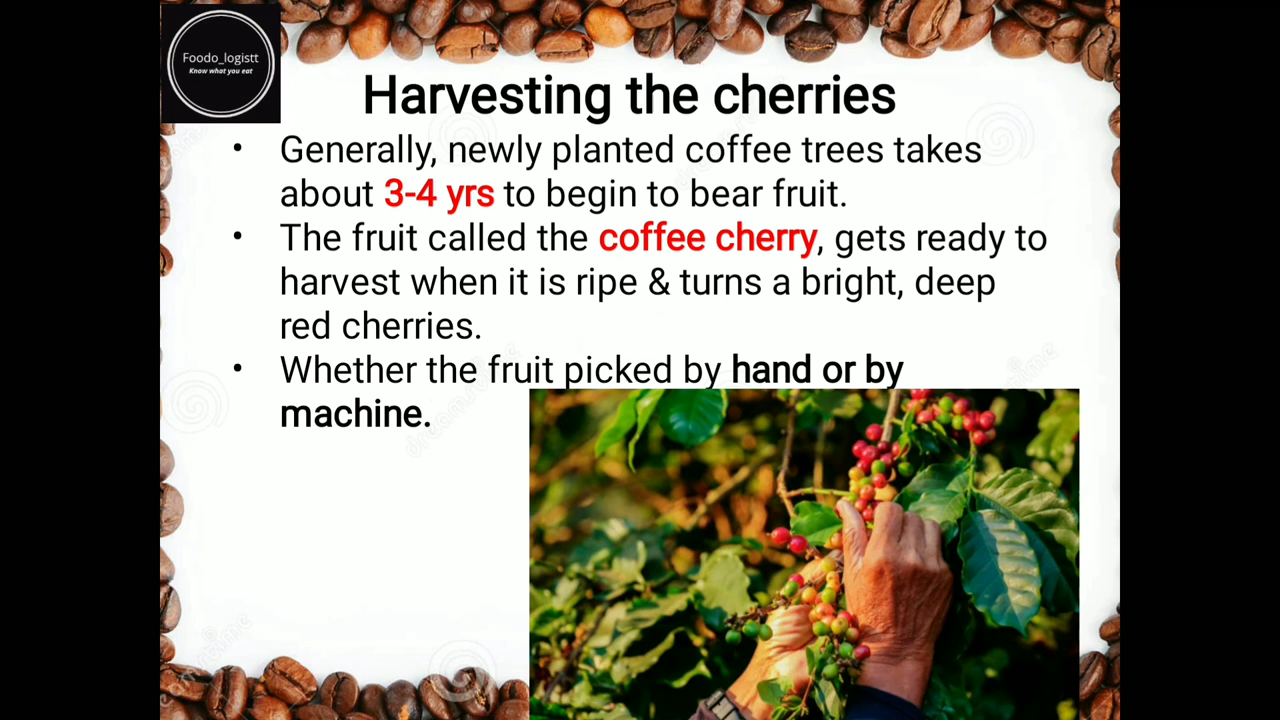 Foodo_logistt
Know what you eat
Harvesting the cherries
• Generally, newly planted coffee trees takes
about 3-4 yrs to begin to bear fruit.
• The fruit called the coffee cherry, gets ready to
harvest when it is ripe & turns a bright, deep
red cherries.
• Whether the fruit picked by hand or by
machine.